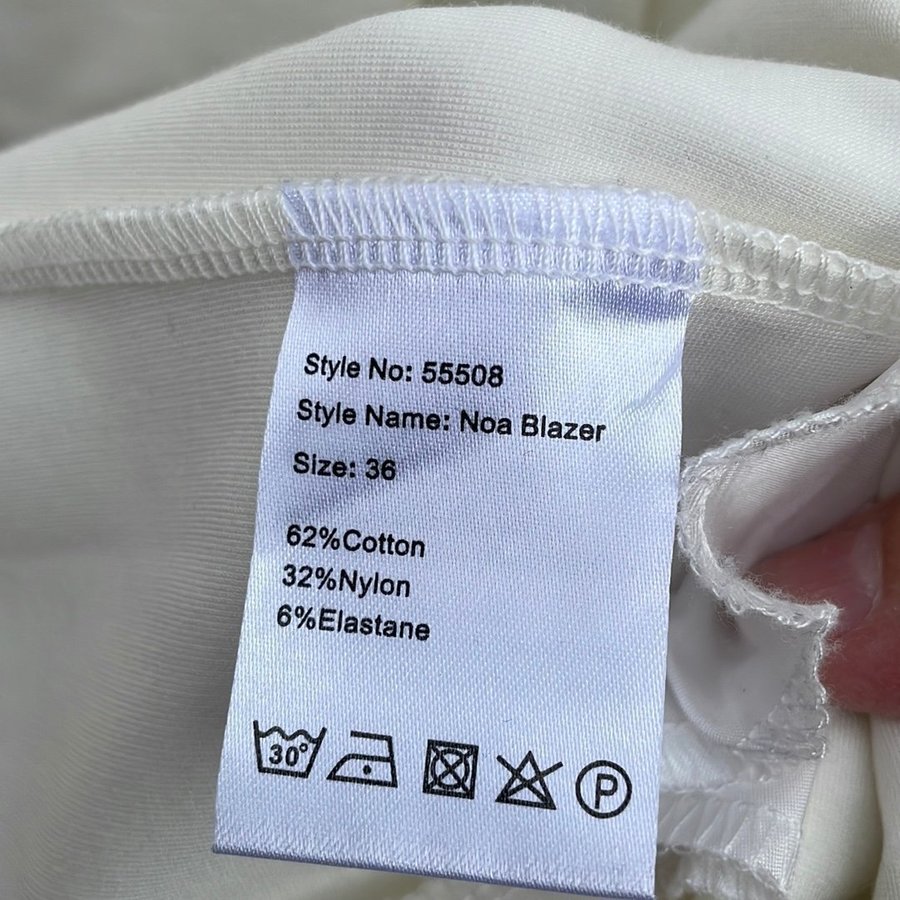 Style No: 55508
Style Name: Noa Blazer
Size: 36
62%Cotton
32%Nylon
6%Elastane
30° P